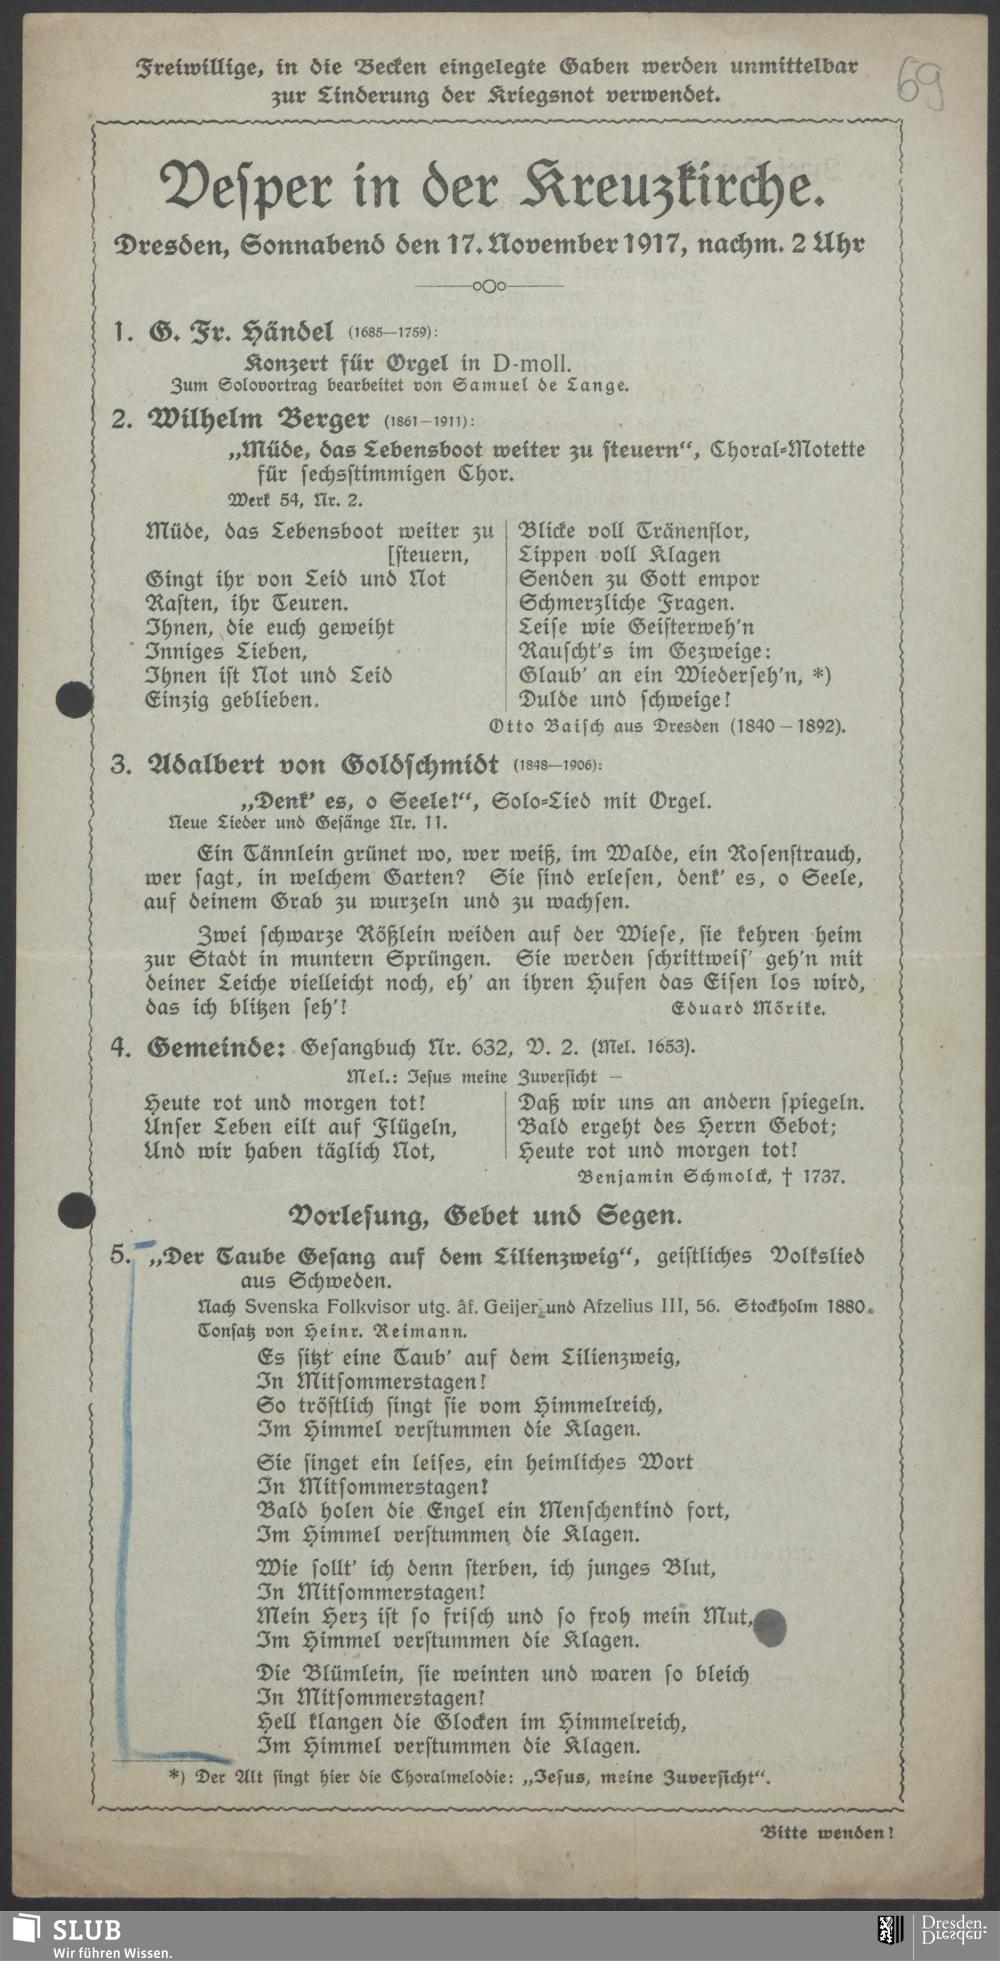 Freiwillige, in die Becken eingelegte Gaben werden unmittelbar
zur Linderung der Kriegsnot verwendet.
69
Vesper in der Kreuzkirche.
Dresden, Sonnabend den 17. November 1917, nachm. 2 Uhr
1. G. Fr. Händel (1685—1759):
Konzert für Orgel in D-moll.
Zum Solovortrag bearbeitet von Samuel de Lange.
2. Wilhelm Berger (1861—1911):
„Müde, das Lebensboot weiter zu steuern“, Choral-Motette
für sechsstimmigen Chor.
Werk 54, Nr. 2.
Müde, das Lebensboot weiter zu
[steuern,
Gingt ihr von Leid und Not
Rasten, ihr Teuren.
Ihnen, die euch geweiht
Inniges Lieben,
Ihnen ist Not und Leid
Einzig geblieben.
Blicke voll Tränenflor,
Lippen voll Klagen
Senden zu Gott empor
Schmerzliche Fragen.
Leise wie Geisterweh'n
Rauscht's im Gezweige:
Glaub' an ein Wiederseh'n, *)
Dulde und schweige!
Otto Baisch aus Dresden (1840 — 1892).
3. Adalbert von Goldschmidt (1848—1906):
„Denk' es, o Seele!“, Solo-Lied mit Orgel.
Neue Lieder und Gesänge Nr. 11.
Ein Tännlein grünet wo, wer weiß, im Walde, ein Rosenstrauch,
wer sagt, in welchem Garten? Sie sind erlesen, denk' es, o Seele,
auf deinem Grab zu wurzeln und zu wachsen.
Zwei schwarze Rößlein weiden auf der Wiese, sie kehren heim
zur Stadt in muntern Sprüngen. Sie werden schrittweis' geh'n mit
deiner Leiche vielleicht noch, eh' an ihren Hufen das Eisen los wird,
das ich blitzen seh'! Eduard Mörike.
4. Gemeinde: Gesangbuch Nr. 632, V. 2. (Mel. 1653).
Mel.: Jesus meine Zuversicht —
Heute rot und morgen tot!
Unser Leben eilt auf Flügeln,
Und wir haben täglich Not,
Daß wir uns an andern spiegeln.
Bald ergeht des Herrn Gebot;
Heute rot und morgen tot!
Benjamin Schmolck, † 1737.
Vorlesung, Gebet und Segen.
5. „Der Taube Gesang auf dem Lilienzweig“, geistliches Volkslied
aus Schweden.
Nach Svenska Folkvisor utg. âf. Geijer und Afzelius III, 56. Stockholm 1880.
Tonsatz von Heinr. Reimann.
Es sitzt eine Taub' auf dem Lilienzweig,
In Mitsommerstagen!
So tröstlich singt sie vom Himmelreich,
Im Himmel verstummen die Klagen.
Sie singet ein leises, ein heimliches Wort
In Mitsommerstagen!
Bald holen die Engel ein Menschenkind fort,
Im Himmel verstummen die Klagen.
Wie sollt' ich denn sterben, ich junges Blut,
In Mitsommerstagen!
Mein Herz ist so frisch und so froh mein Mut,
Im Himmel verstummen die Klagen.
Die Blümlein, sie weinten und waren so bleich
In Mitsommerstagen!
Hell klangen die Glocken im Himmelreich,
Im Himmel verstummen die Klagen.
*) Der Alt singt hier die Choralmelodie: „Jesus, meine Zuversicht“.
Bitte wenden!
SLUB
Wir führen Wissen.
Dresden.
Dresden.